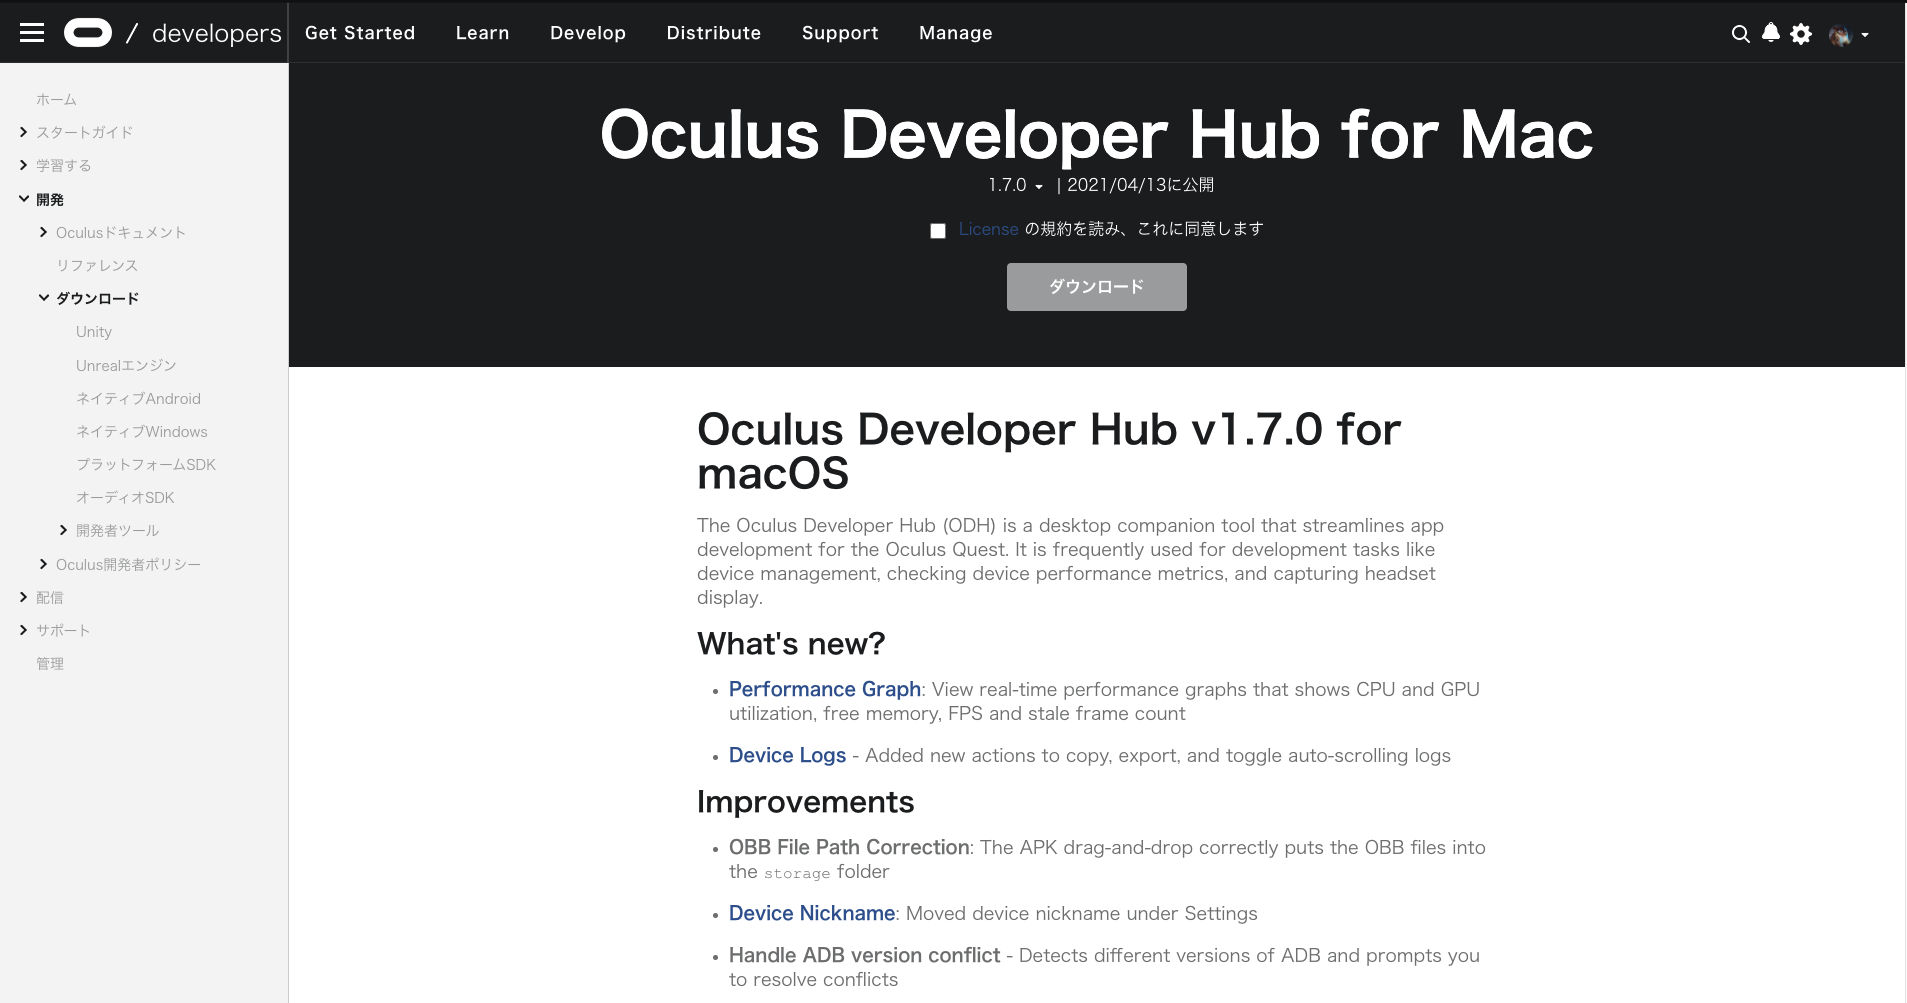 / developers
Get Started Learn Develop Distribute Support Manage
ホーム
スタートガイド
学習する
開発
Oculusドキュメント
リファレンス
ダウンロード
Unity
Unrealエンジン
ネイティブAndroid
ネイティブWindows
プラットフォームSDK
オーディオSDK
開発者ツール
Oculus開発者ポリシー
配信
サポート
管理
Oculus Developer Hub for Mac
1.7.0 | 2021/04/13に公開
License の規約を読み、これに同意します
ダウンロード
Oculus Developer Hub v1.7.0 for
macOS
The Oculus Developer Hub (ODH) is a desktop companion tool that streamlines app
development for the Oculus Quest. It is frequently used for development tasks like
device management, checking device performance metrics, and capturing headset
display.
What's new?
• Performance Graph: View real-time performance graphs that shows CPU and GPU
utilization, free memory, FPS and stale frame count
• Device Logs - Added new actions to copy, export, and toggle auto-scrolling logs
Improvements
• OBB File Path Correction: The APK drag-and-drop correctly puts the OBB files into
the storage folder
• Device Nickname: Moved device nickname under Settings
• Handle ADB version conflict - Detects different versions of ADB and prompts you
to resolve conflicts